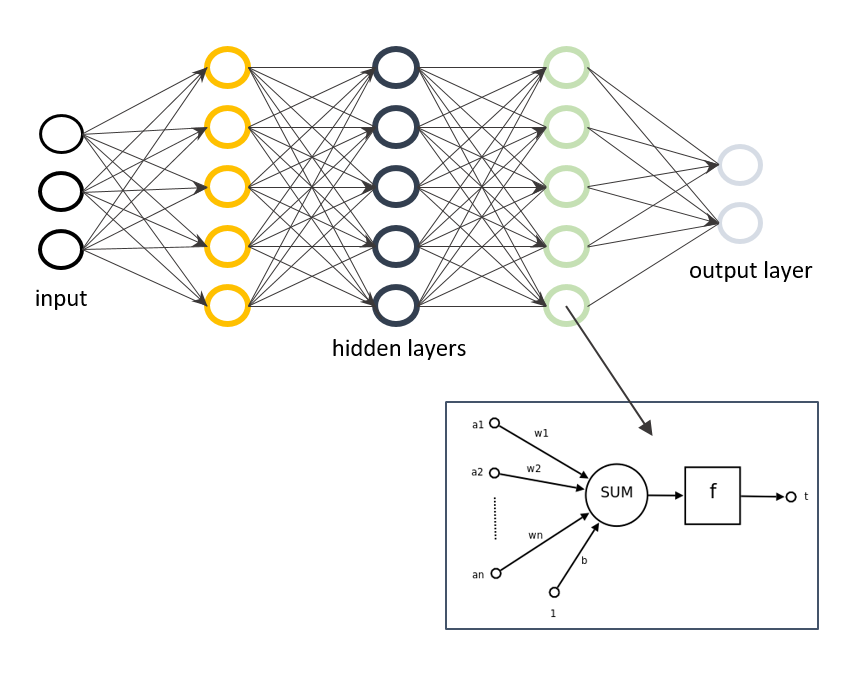 input
hidden layers
output layer
a1
w1
a2
w2
SUM
f
t
wn
an
b
1